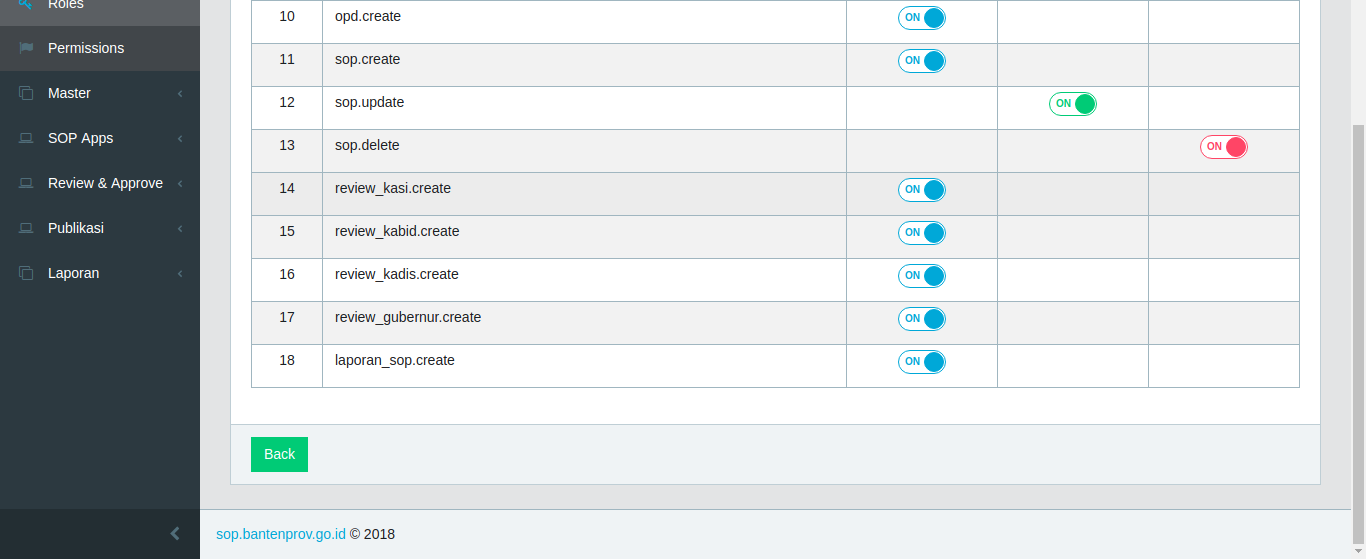 Roles
Permissions
Master
SOP Apps
Review & Approve
Publikasi
Laporan
10 opd.create ON
11 sop.create ON
12 sop.update ON
13 sop.delete ON
14 review_kasi.create ON
15 review_kabid.create ON
16 review_kadis.create ON
17 review_gubernur.create ON
18 laporan_sop.create ON
Back
sop.bantenprov.go.id © 2018